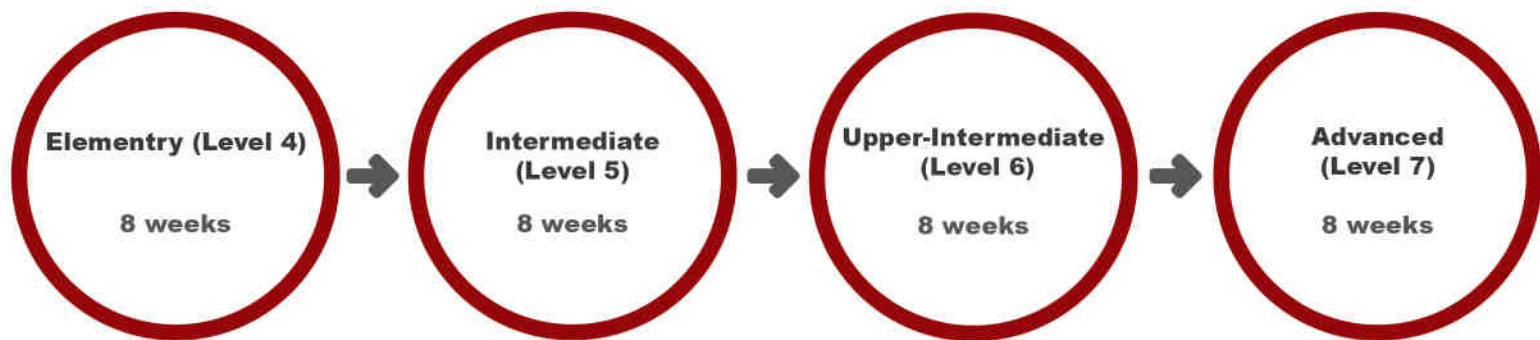 Elementry (Level 4)
8 weeks
Intermediate
(Level 5)
8 weeks
Upper-Intermediate
(Level 6)
8 weeks
Advanced
(Level 7)
8 weeks